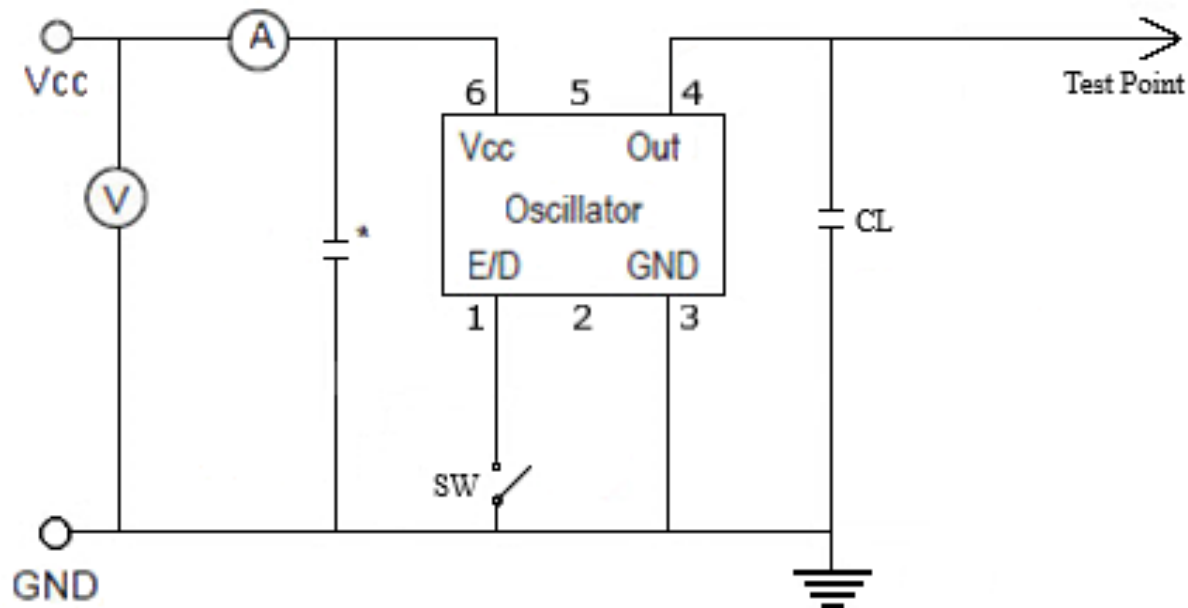 A
Vcc
Test Point
6 5 4
Vcc Out
V
Oscillator
*
CL
E/D GND
1 2 3
SW
GND